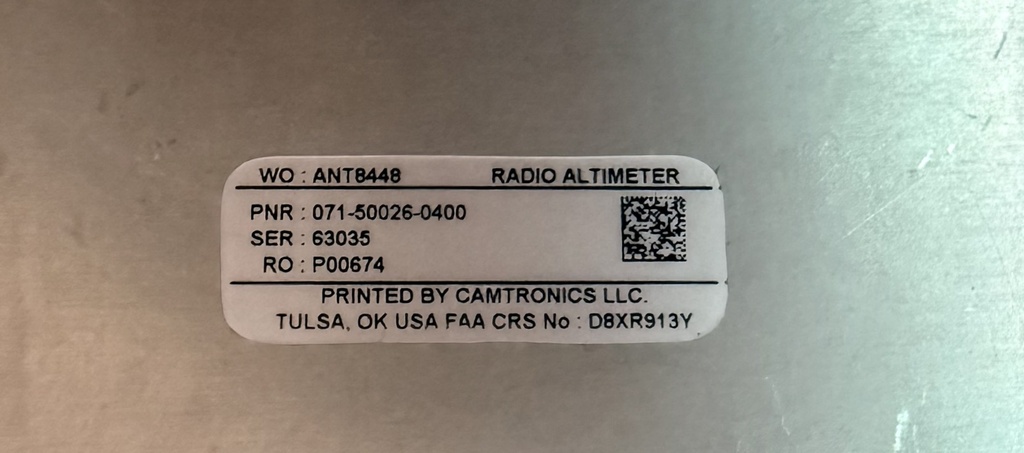 WO : ANT8448 RADIO ALTIMETER
PNR : 071-50026-0400
SER : 63035
RO : P00674
PRINTED BY CAMTRONICS LLC.
TULSA, OK USA FAA CRS No : D8XR913Y